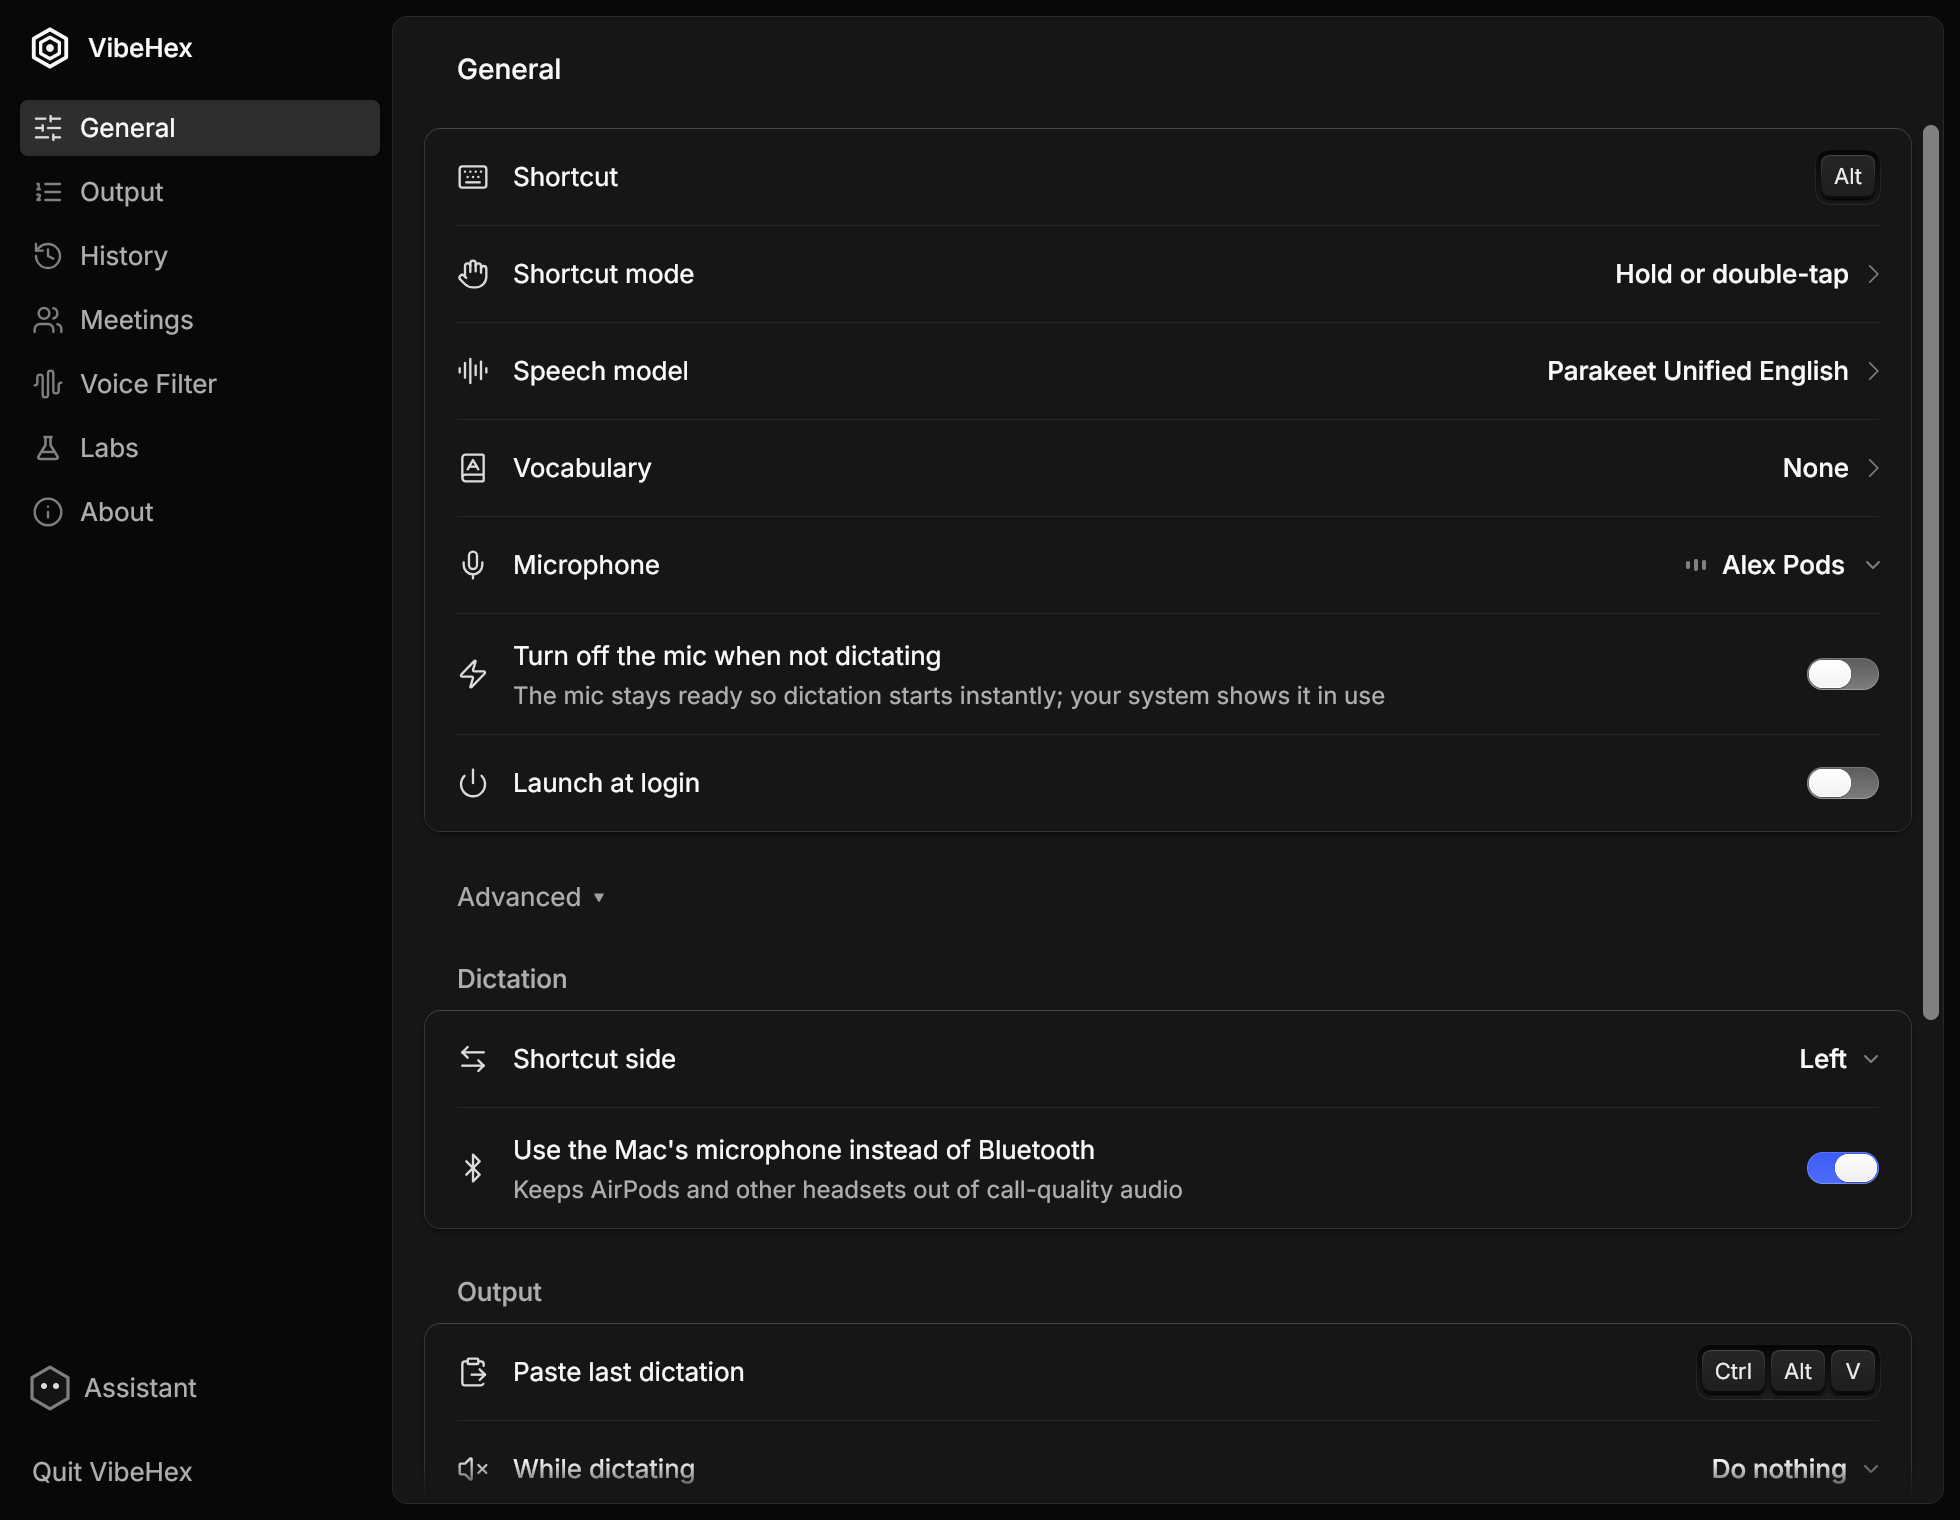 VibeHex
General
Output
History
Meetings
Voice Filter
Labs
About
Assistant
Quit VibeHex
General
Shortcut Alt
Shortcut mode Hold or double-tap
Speech model Parakeet Unified English
Vocabulary None
Microphone Alex Pods
Turn off the mic when not dictating
The mic stays ready so dictation starts instantly; your system shows it in use
Launch at login
Advanced
Dictation
Shortcut side Left
Use the Mac's microphone instead of Bluetooth
Keeps AirPods and other headsets out of call-quality audio
Output
Paste last dictation Ctrl Alt V
While dictating Do nothing